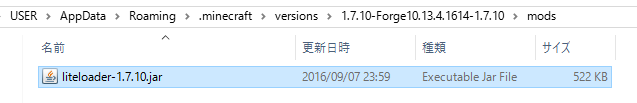 USER > AppData > Roaming > .minecraft > versions > 1.7.10-Forge10.13.4.1614-1.7.10 > mods
名前 更新日時 種類 サイズ
liteloader-1.7.10.jar 2016/09/07 23:59 Executable Jar File 522 KB